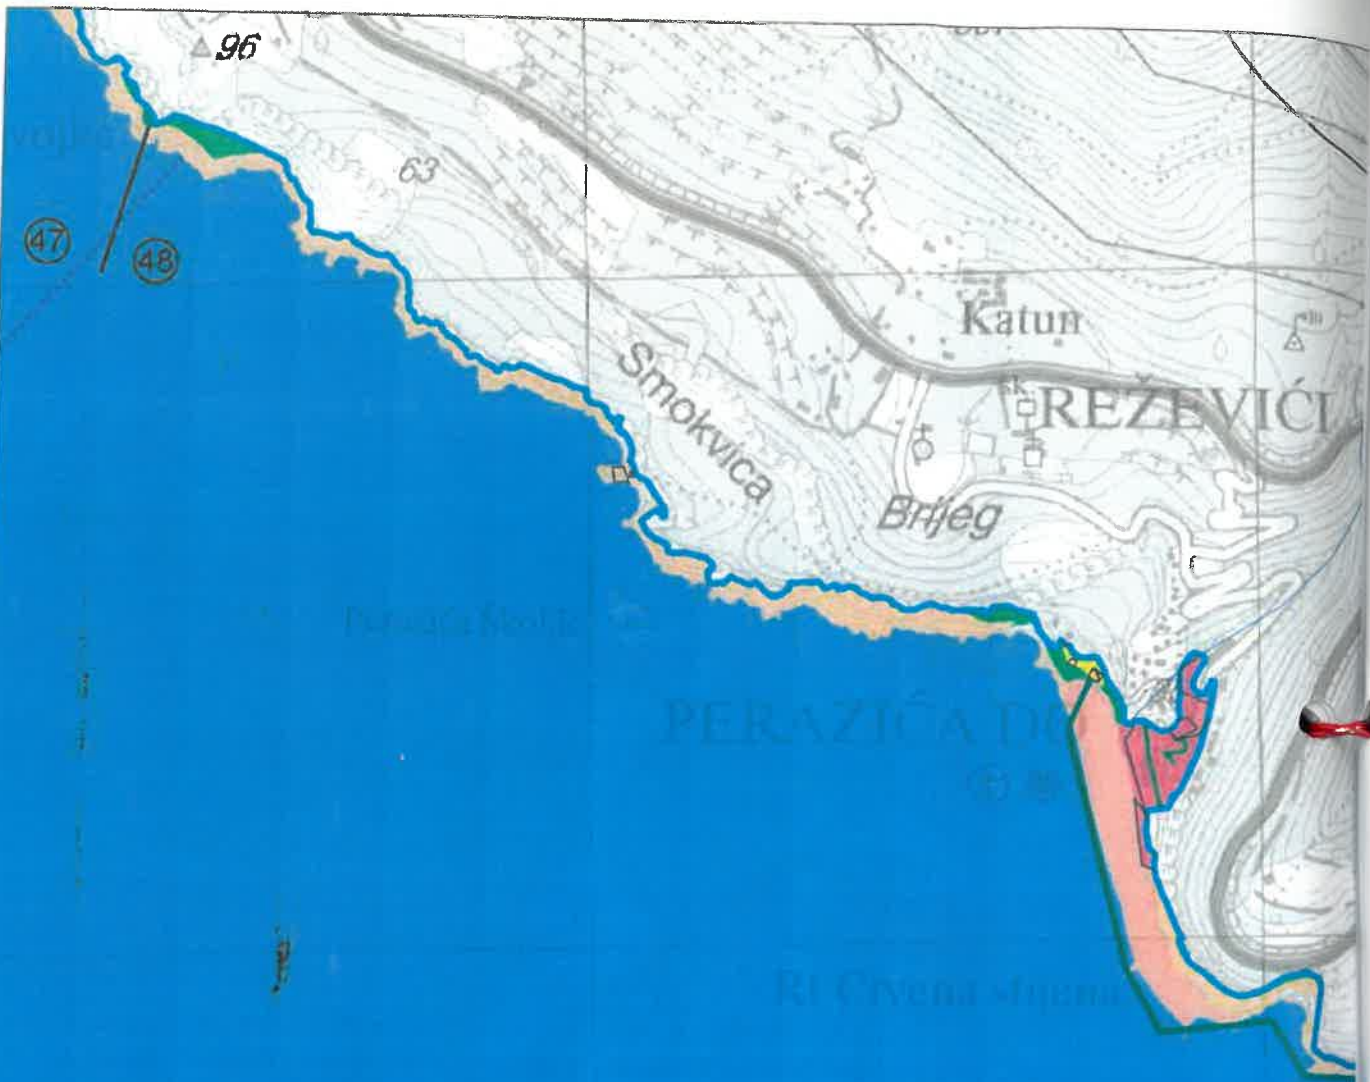 96
63
47
48
Katun
REŽEVIĆI
Smokvica
Brijeg
PERAZIĆA DO
Rt Crvena stijena